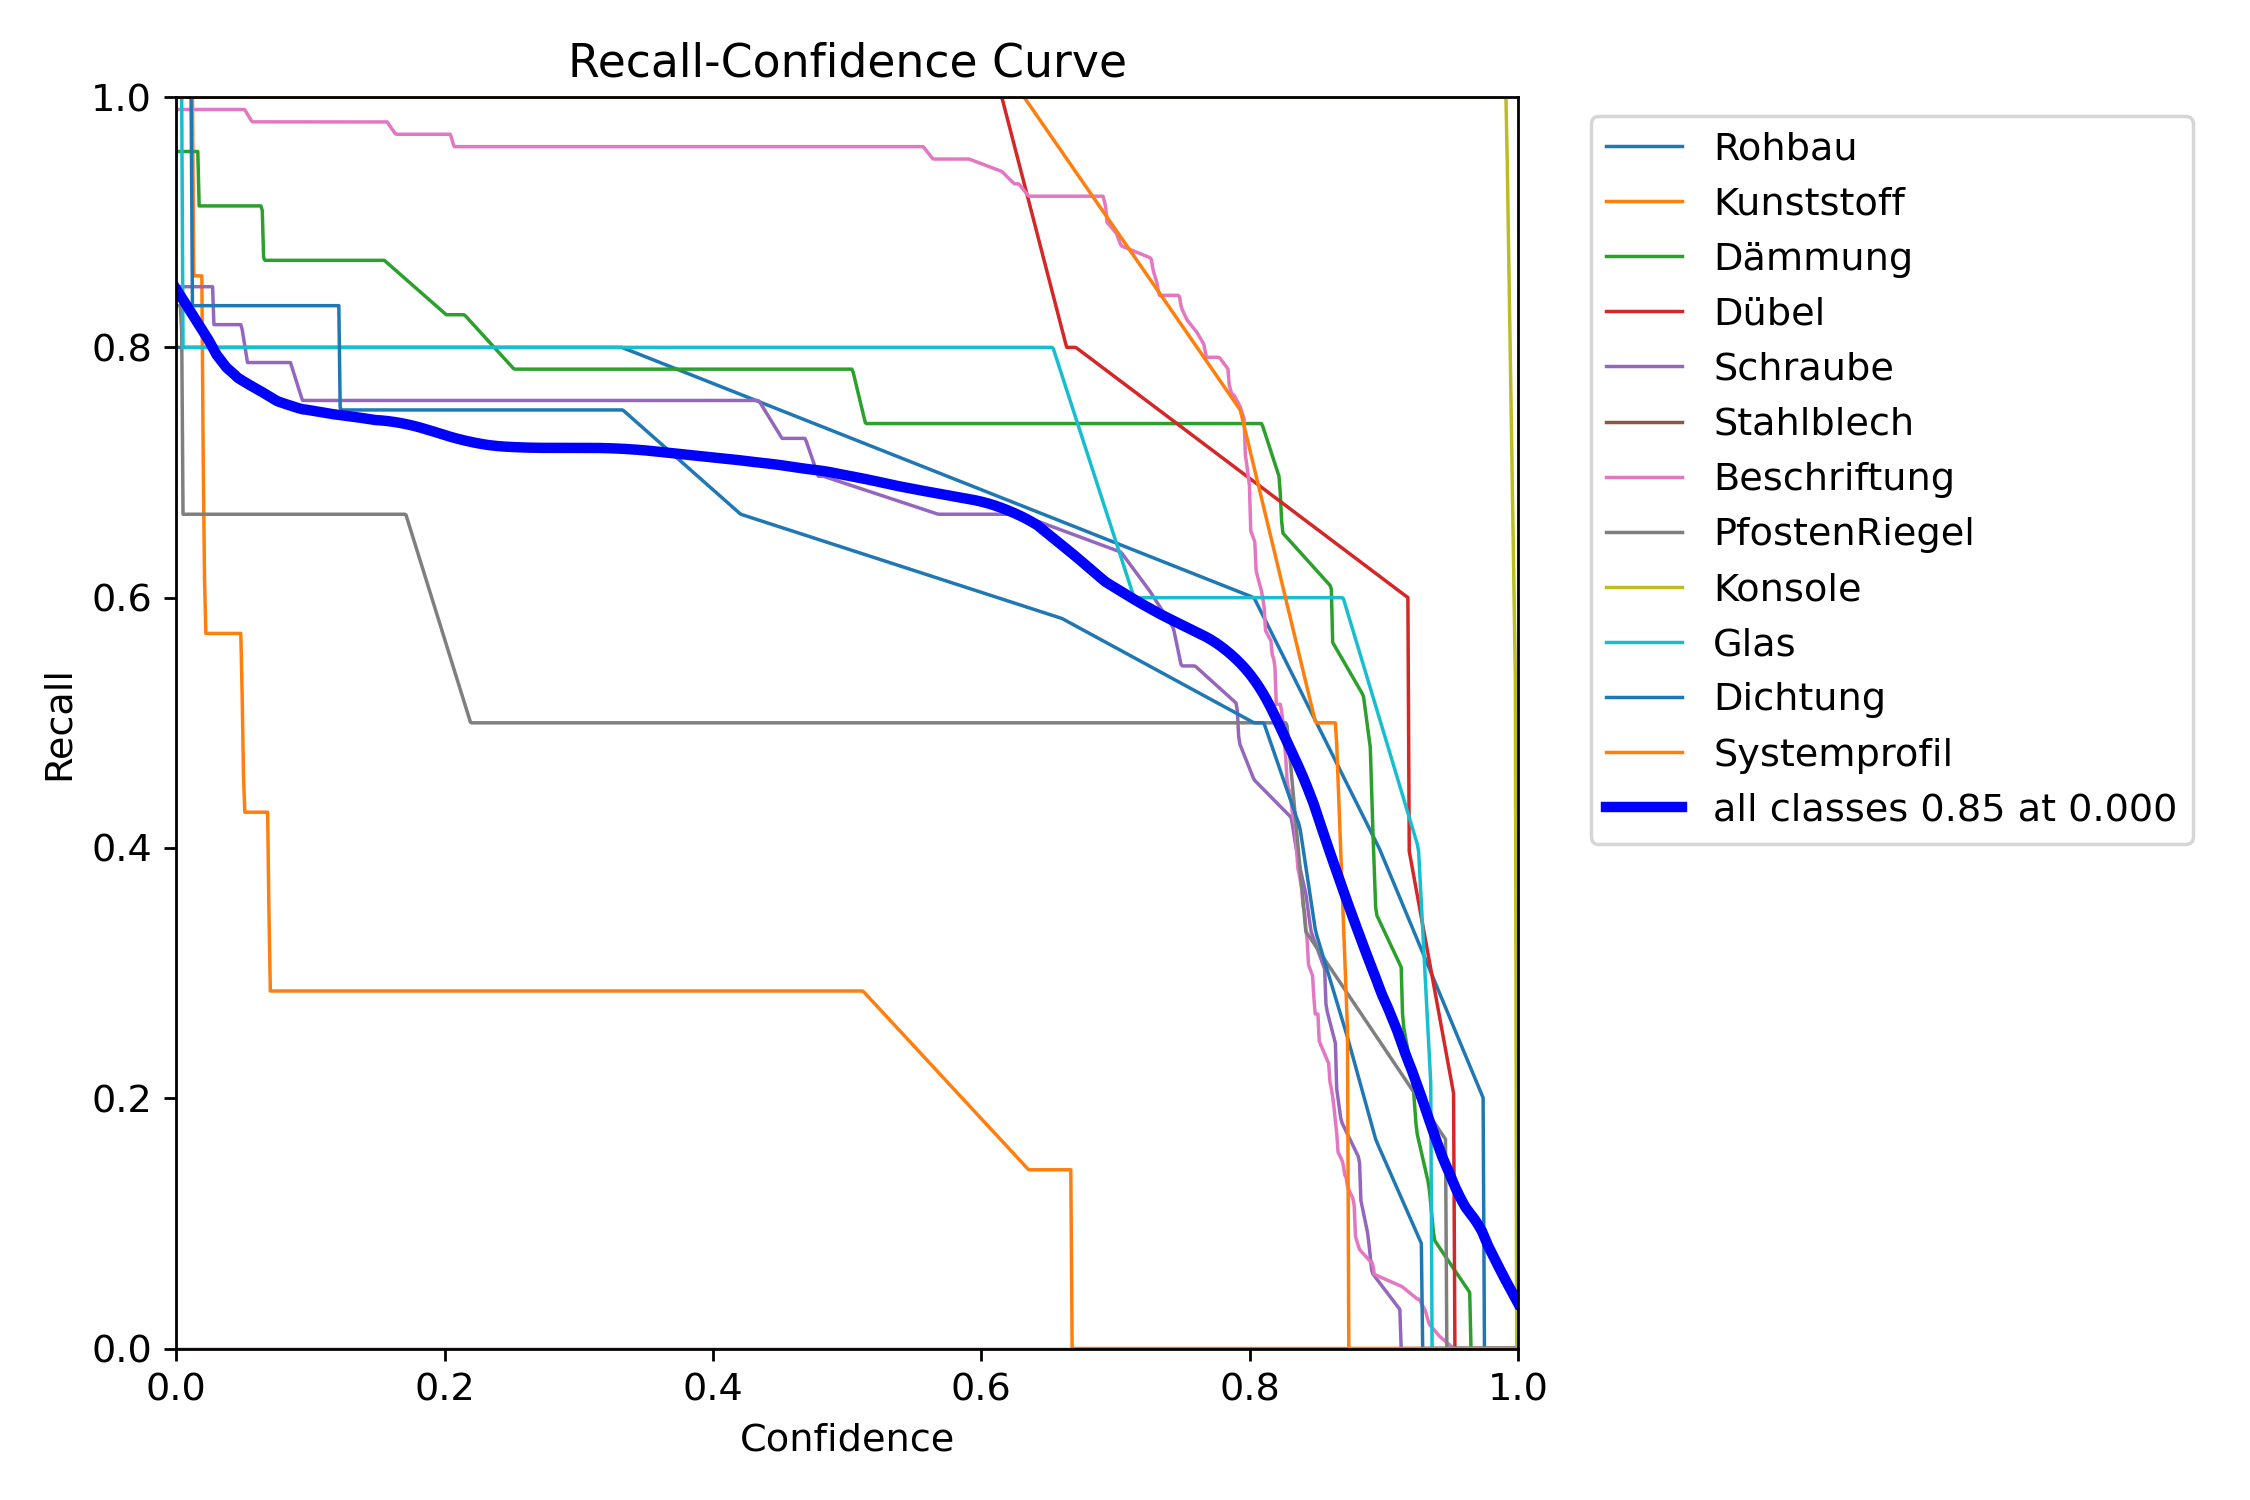 Recall-Confidence Curve
1.0
0.8
0.6
0.4
0.2
0.0
Recall
0.0 0.2 0.4 0.6 0.8 1.0
Confidence
Rohbau
Kunststoff
Dämmung
Dübel
Schraube
Stahlblech
Beschriftung
PfostenRiegel
Konsole
Glas
Dichtung
Systemprofil
all classes 0.85 at 0.000